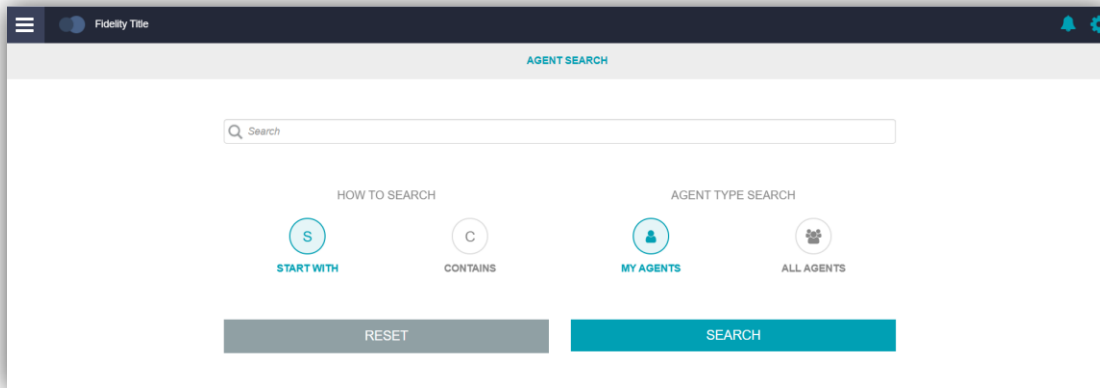 Fidelity Title
AGENT SEARCH
Search
HOW TO SEARCH
AGENT TYPE SEARCH
S
C
START WITH
CONTAINS
MY AGENTS
ALL AGENTS
RESET
SEARCH